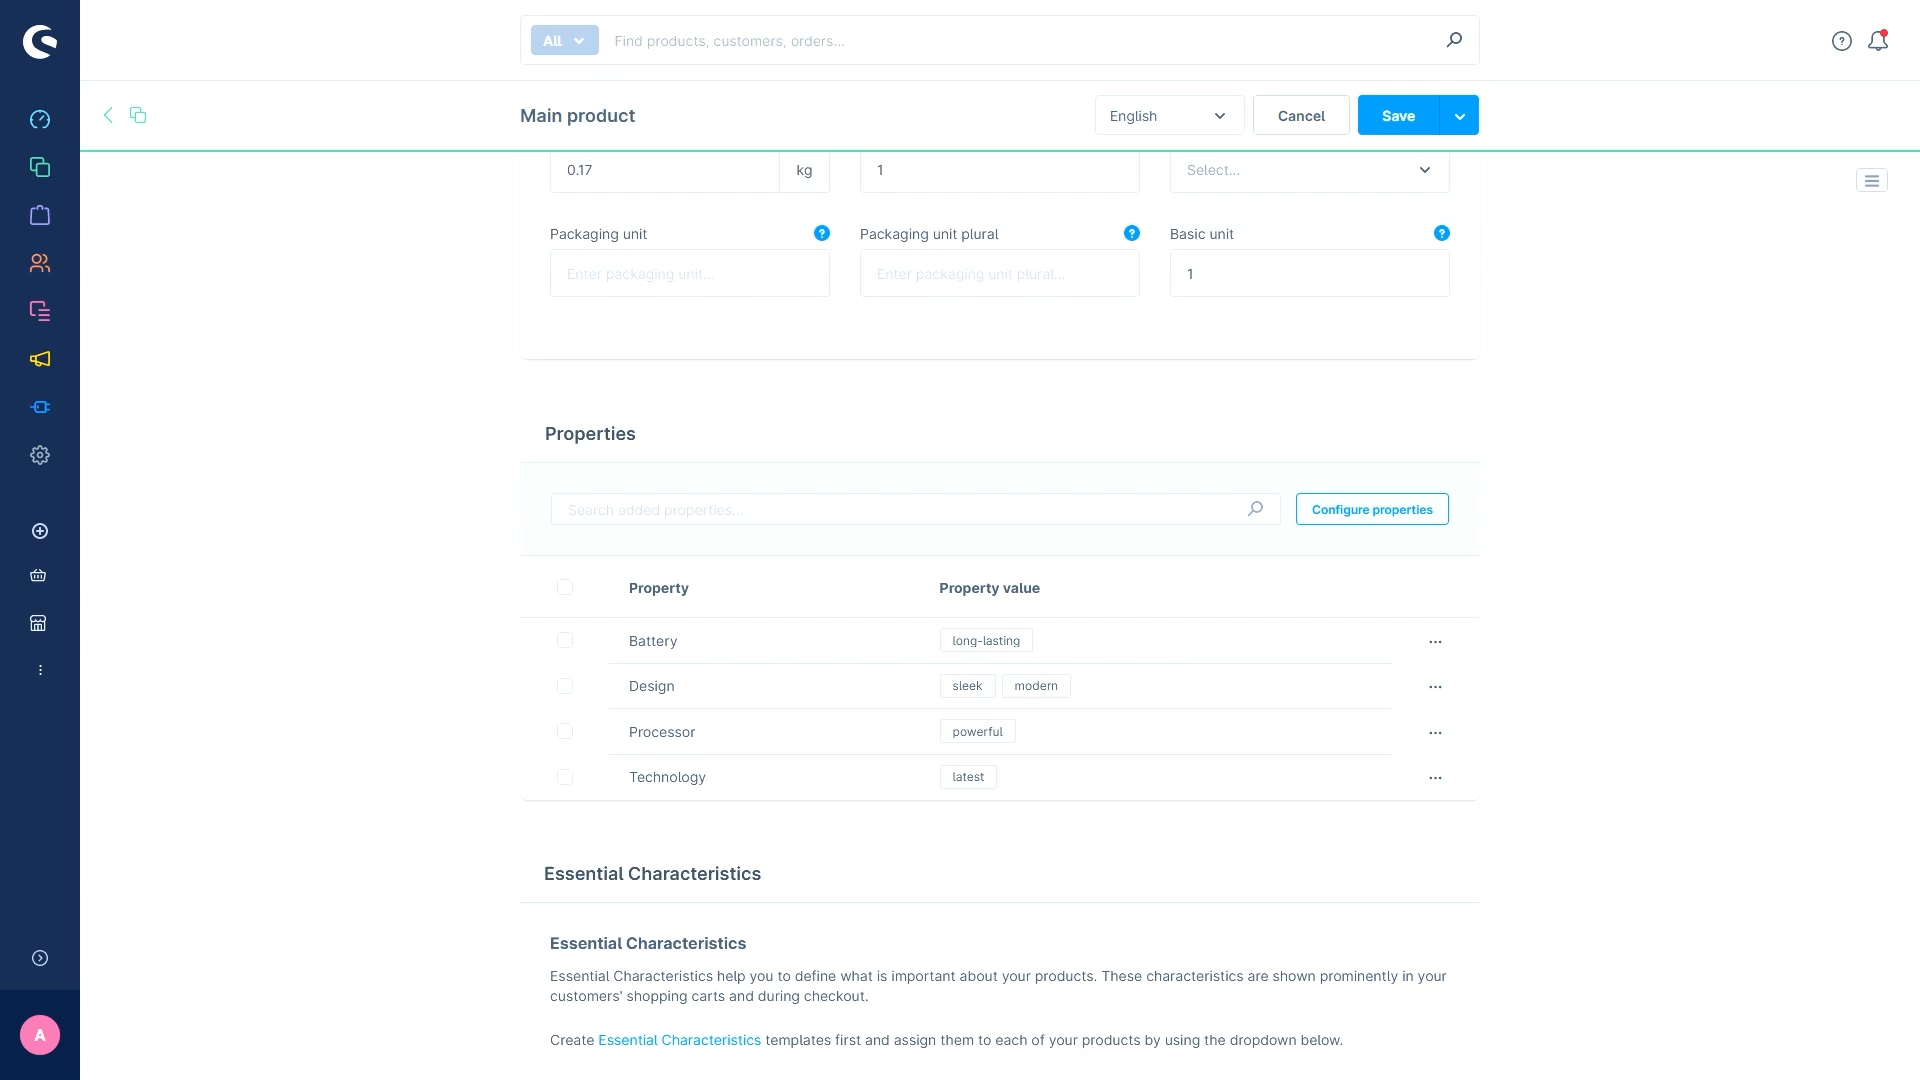 All
Find products, customers, orders...
Main product
English
Cancel
Save
0.17
kg
1
Select...
Packaging unit
Packaging unit plural
Basic unit
Enter packaging unit...
Enter packaging unit plural...
1
Properties
Search added properties...
Configure properties
Property
Property value
Battery
long-lasting
Design
sleek
modern
Processor
powerful
Technology
latest
Essential Characteristics
Essential Characteristics
Essential Characteristics help you to define what is important about your products. These characteristics are shown prominently in your
customers' shopping carts and during checkout.
Create Essential Characteristics templates first and assign them to each of your products by using the dropdown below.
A